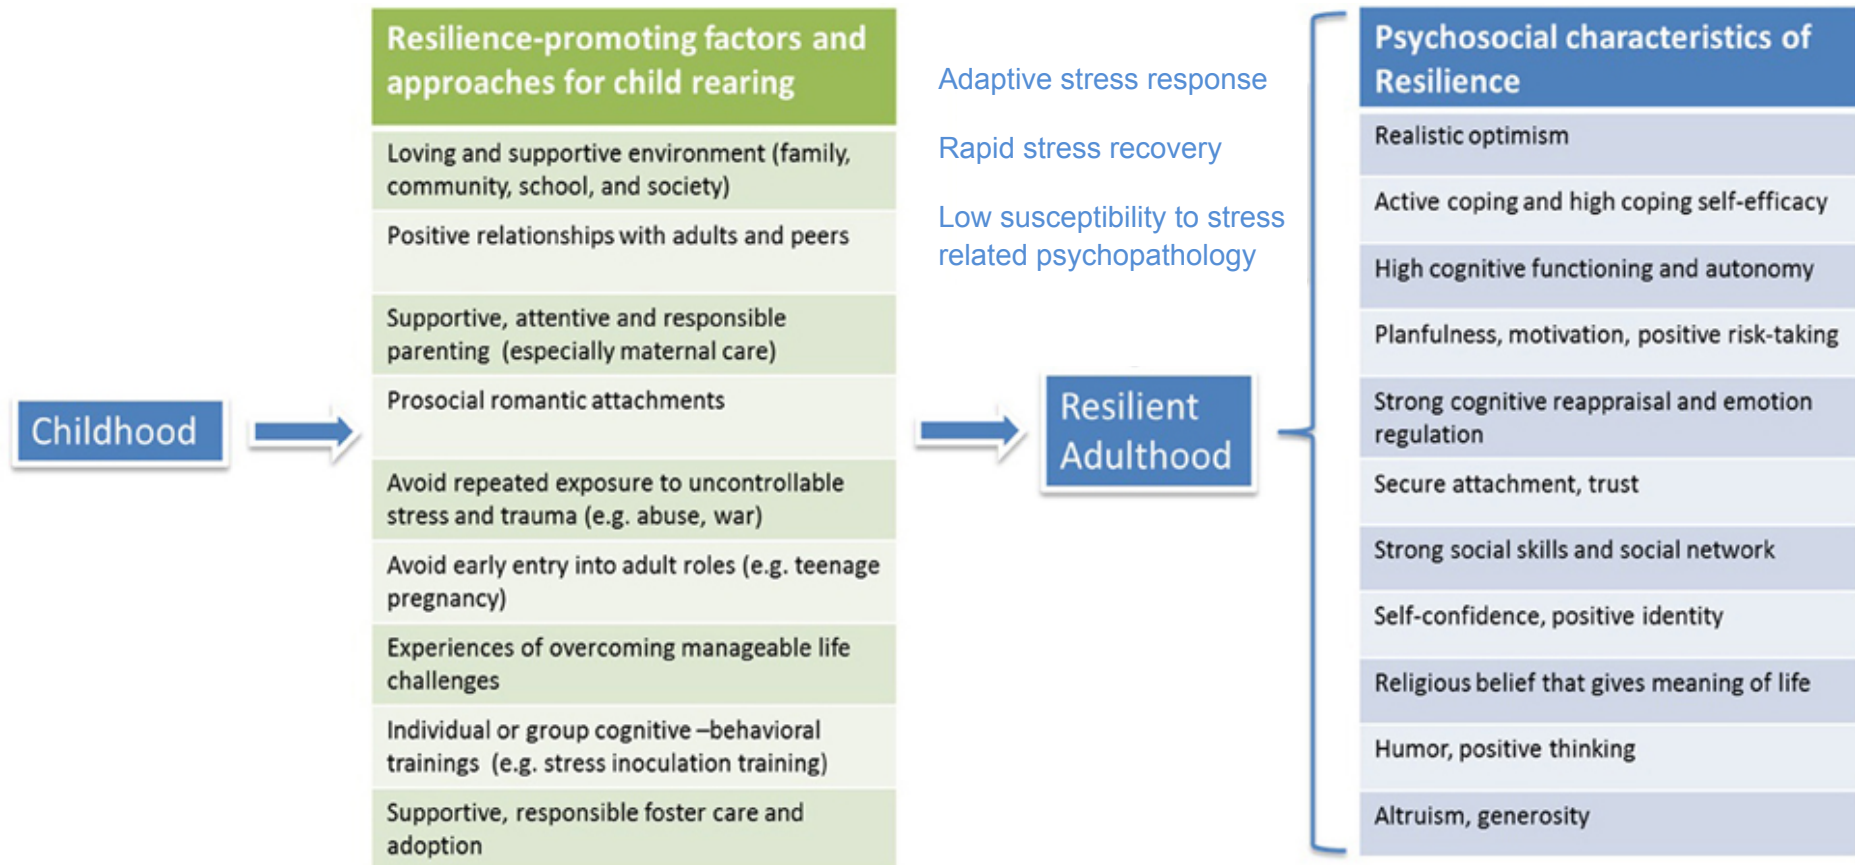 Childhood
Resilience-promoting factors and
approaches for child rearing
Loving and supportive environment (family,
community, school, and society)
Positive relationships with adults and peers
Supportive, attentive and responsible
parenting (especially maternal care)
Prosocial romantic attachments
Avoid repeated exposure to uncontrollable
stress and trauma (e.g. abuse, war)
Avoid early entry into adult roles (e.g. teenage
pregnancy)
Experiences of overcoming manageable life
challenges
Individual or group cognitive –behavioral
trainings (e.g. stress inoculation training)
Supportive, responsible foster care and
adoption
Adaptive stress response
Rapid stress recovery
Low susceptibility to stress
related psychopathology
Resilient
Adulthood
Psychosocial characteristics of
Resilience
Realistic optimism
Active coping and high coping self-efficacy
High cognitive functioning and autonomy
Planfulness, motivation, positive risk-taking
Strong cognitive reappraisal and emotion
regulation
Secure attachment, trust
Strong social skills and social network
Self-confidence, positive identity
Religious belief that gives meaning of life
Humor, positive thinking
Altruism, generosity